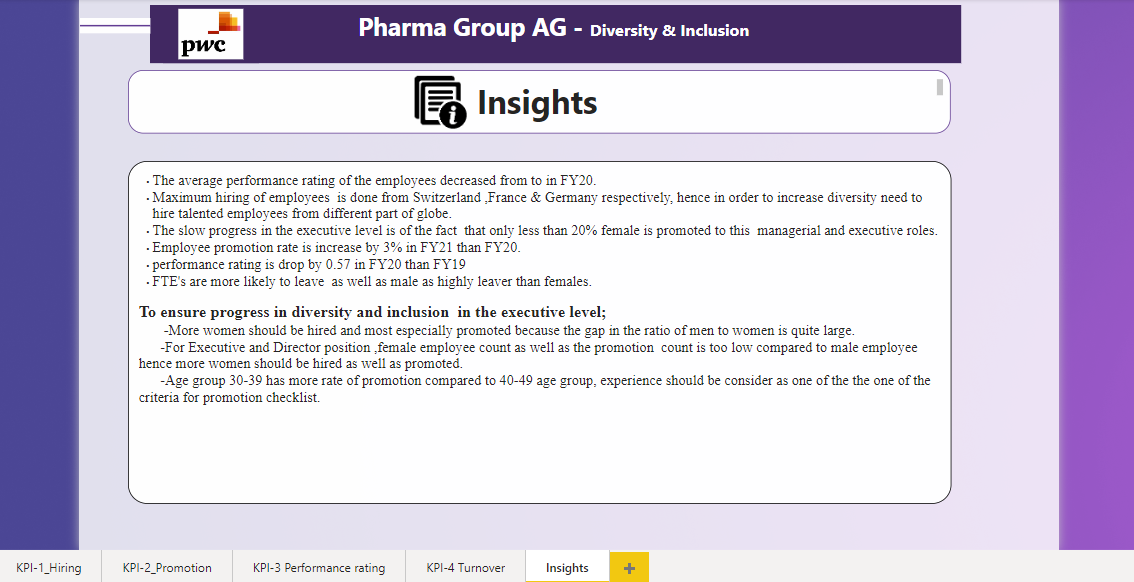 pwc
Pharma Group AG - Diversity & Inclusion
Insights
· The average performance rating of the employees decreased from to in FY20.
· Maximum hiring of employees  is done from Switzerland ,France & Germany respectively, hence in order to increase diversity need to
hire talented employees from different part of globe.
· The slow progress in the executive level is of the fact  that only less than 20% female is promoted to this  managerial and executive roles.
· Employee promotion rate is increase by 3% in FY21 than FY20.
· performance rating is drop by 0.57 in FY20 than FY19
· FTE's are more likely to leave  as well as male as highly leaver than females.
To ensure progress in diversity and inclusion  in the executive level;
-More women should be hired and most especially promoted because the gap in the ratio of men to women is quite large.
-For Executive and Director position ,female employee count as well as the promotion  count is too low compared to male employee
hence more women should be hired as well as promoted.
-Age group 30-39 has more rate of promotion compared to 40-49 age group, experience should be consider as one of the the one of the
criteria for promotion checklist.
KPI-1_Hiring KPI-2_Promotion KPI-3 Performance rating KPI-4 Turnover Insights +